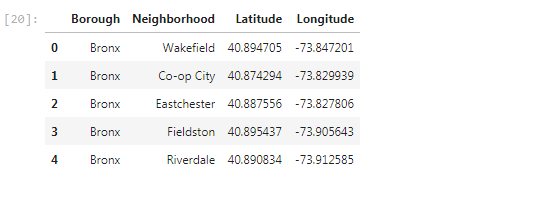 [20]:
Borough Neighborhood Latitude Longitude
0 Bronx Wakefield 40.894705 -73.847201
1 Bronx Co-op City 40.874294 -73.829939
2 Bronx Eastchester 40.887556 -73.827806
3 Bronx Fieldston 40.895437 -73.905643
4 Bronx Riverdale 40.890834 -73.912585